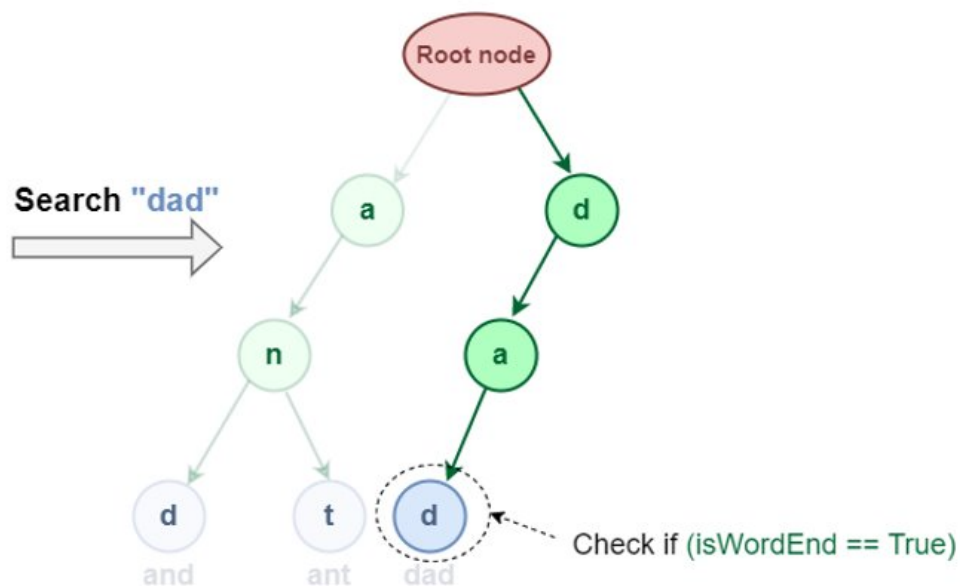 Root node
Search "dad"
a
d
n
a
d
t
d
Check if (isWordEnd == True)
and
ant
dad